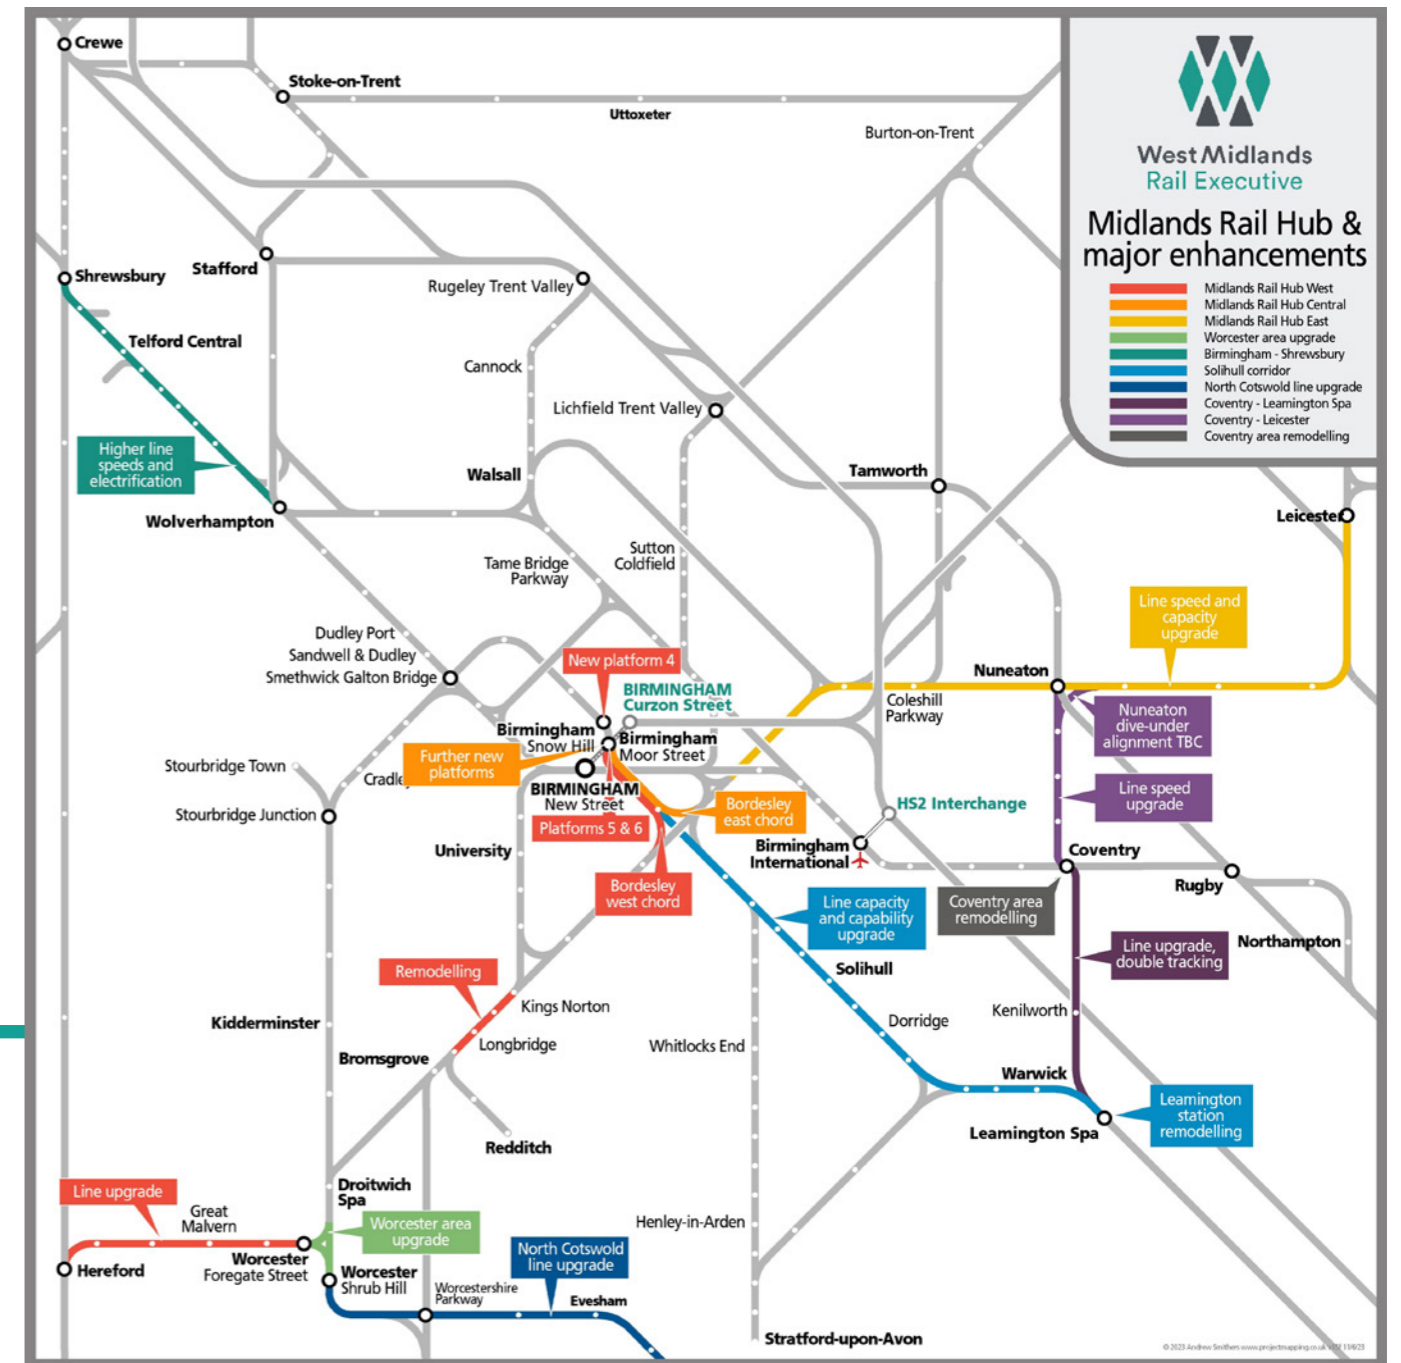 Crewe
Stoke-on-Trent
Uttoxeter
Burton-on-Trent
West Midlands
Rail Executive
Midlands Rail Hub &
major enhancements
Midlands Rail Hub West
Midlands Rail Hub Central
Midlands Rail Hub East
Worcester area upgrade
Birmingham - Shrewsbury
Solihull corridor
North Cotswold line upgrade
Coventry - Leamington Spa
Coventry - Leicester
Coventry area remodelling
Shrewsbury
Stafford
Rugeley Trent Valley
Telford Central
Cannock
Lichfield Trent Valley
Higher line
speeds and
electrification
Walsall
Tamworth
Wolverhampton
Leicester
Tame Bridge
Parkway
Sutton
Coldfield
Line speed and
capacity
upgrade
Dudley Port
Sandwell & Dudley
Smethwick Galton Bridge
New platform 4
Nuneaton
BIRMINGHAM
Curzon Street
Coleshill
Parkway
Nuneaton
dive-under
alignment TBC
Birmingham
Snow Hill
Birmingham
Moor Street
Further new
platforms
Stourbridge Town
Cradle
BIRMINGHAM
New Street
Line speed
upgrade
Bordesley
east chord
HS2 Interchange
Stourbridge Junction
Platforms 5 & 6
University
Birmingham
International
Coventry
Rugby
Bordesley
west chord
Line capacity
and capability
upgrade
Coventry area
remodelling
Northampton
Line upgrade,
double tracking
Remodelling
Solihull
Kings Norton
Kenilworth
Kidderminster
Dorridge
Longbridge
Whitlocks End
Bromsgrove
Warwick
Leamington
station
remodelling
Leamington Spa
Redditch
Droitwich
Spa
Line upgrade
Great
Malvern
Worcester area
upgrade
Henley-in-Arden
North Cotswold
line upgrade
Worcester
Foregate Street
Hereford
Worcester
Shrub Hill
Worcestershire
Parkway
Evesham
Stratford-upon-Avon
© 2023 Andrew Smithers www.projectmapping.co.uk